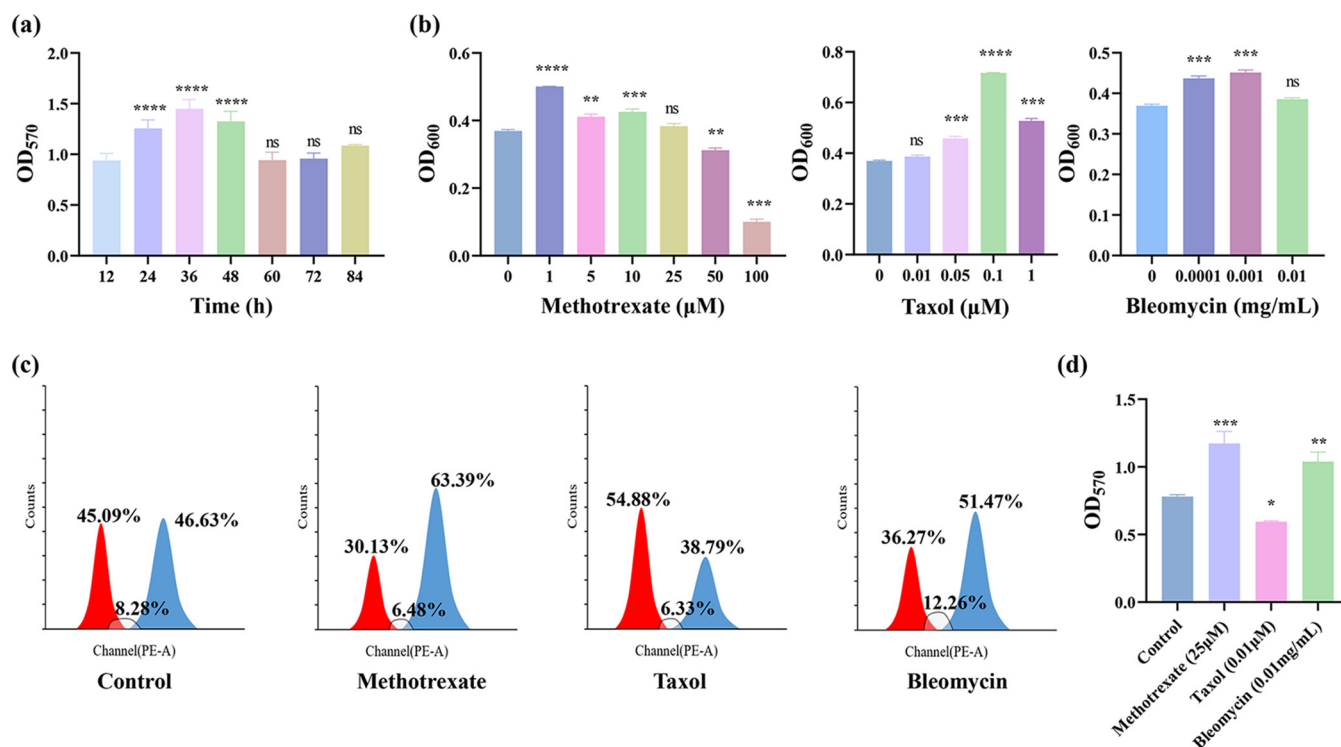 (a)
2.0
1.5
1.0
0.5
0.0
OD570
**** **** **** ns ns ns
12 24 36 48 60 72 84
Time (h)
(b)
0.6
0.4
0.2
0.0
OD600
**** ** *** ns ** ***
0 1 5 10 25 50 100
Methotrexate (µM)
0.8
0.6
0.4
0.2
0.0
OD600
ns *** **** ***
0 0.01 0.05 0.1 1
Taxol (µM)
0.5
0.4
0.3
0.2
0.1
0.0
OD600
*** *** ns
0 0.0001 0.001 0.01
Bleomycin (mg/mL)
(c)
Counts
45.09% 46.63%
8.28%
Channel(PE-A)
Control
Counts
63.39%
30.13%
6.48%
Channel(PE-A)
Methotrexate
Counts
54.88%
38.79%
6.33%
Channel(PE-A)
Taxol
Counts
51.47%
36.27%
12.26%
Channel(PE-A)
Bleomycin
(d)
1.5
1.0
0.5
0.0
OD570
*** * **
Control
Methotrexate (25µM)
Taxol (0.01µM)
Bleomycin (0.01mg/mL)